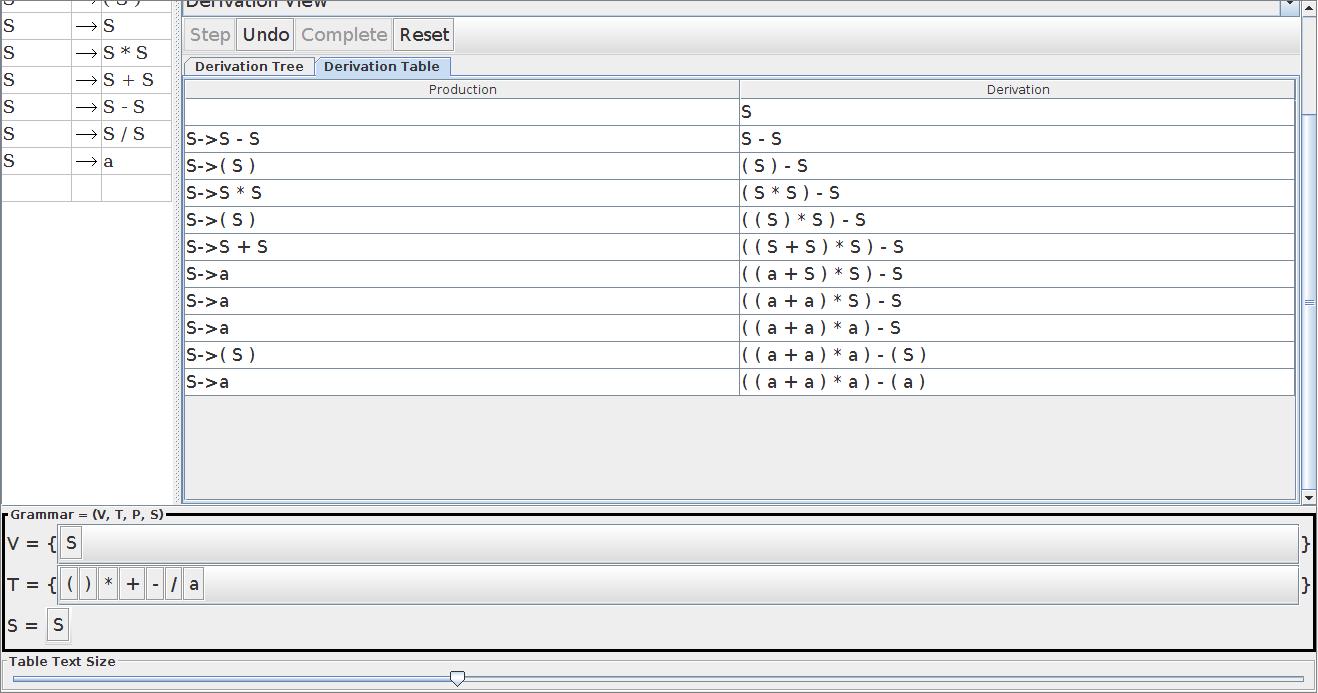 Derivation View
S → ( S )
S → S
S → S * S
S → S + S
S → S - S
S → S / S
S → a
Step Undo Complete Reset
Derivation Tree Derivation Table
Production Derivation
S
S->S - S S - S
S->( S ) ( S ) - S
S->S * S ( S * S ) - S
S->( S ) ( ( S ) * S ) - S
S->S + S ( ( S + S ) * S ) - S
S->a ( ( a + S ) * S ) - S
S->a ( ( a + a ) * S ) - S
S->a ( ( a + a ) * a ) - S
S->( S ) ( ( a + a ) * a ) - ( S )
S->a ( ( a + a ) * a ) - ( a )
Grammar = (V, T, P, S)
V = { S }
T = { ( ) * + - / a }
S = S
Table Text Size